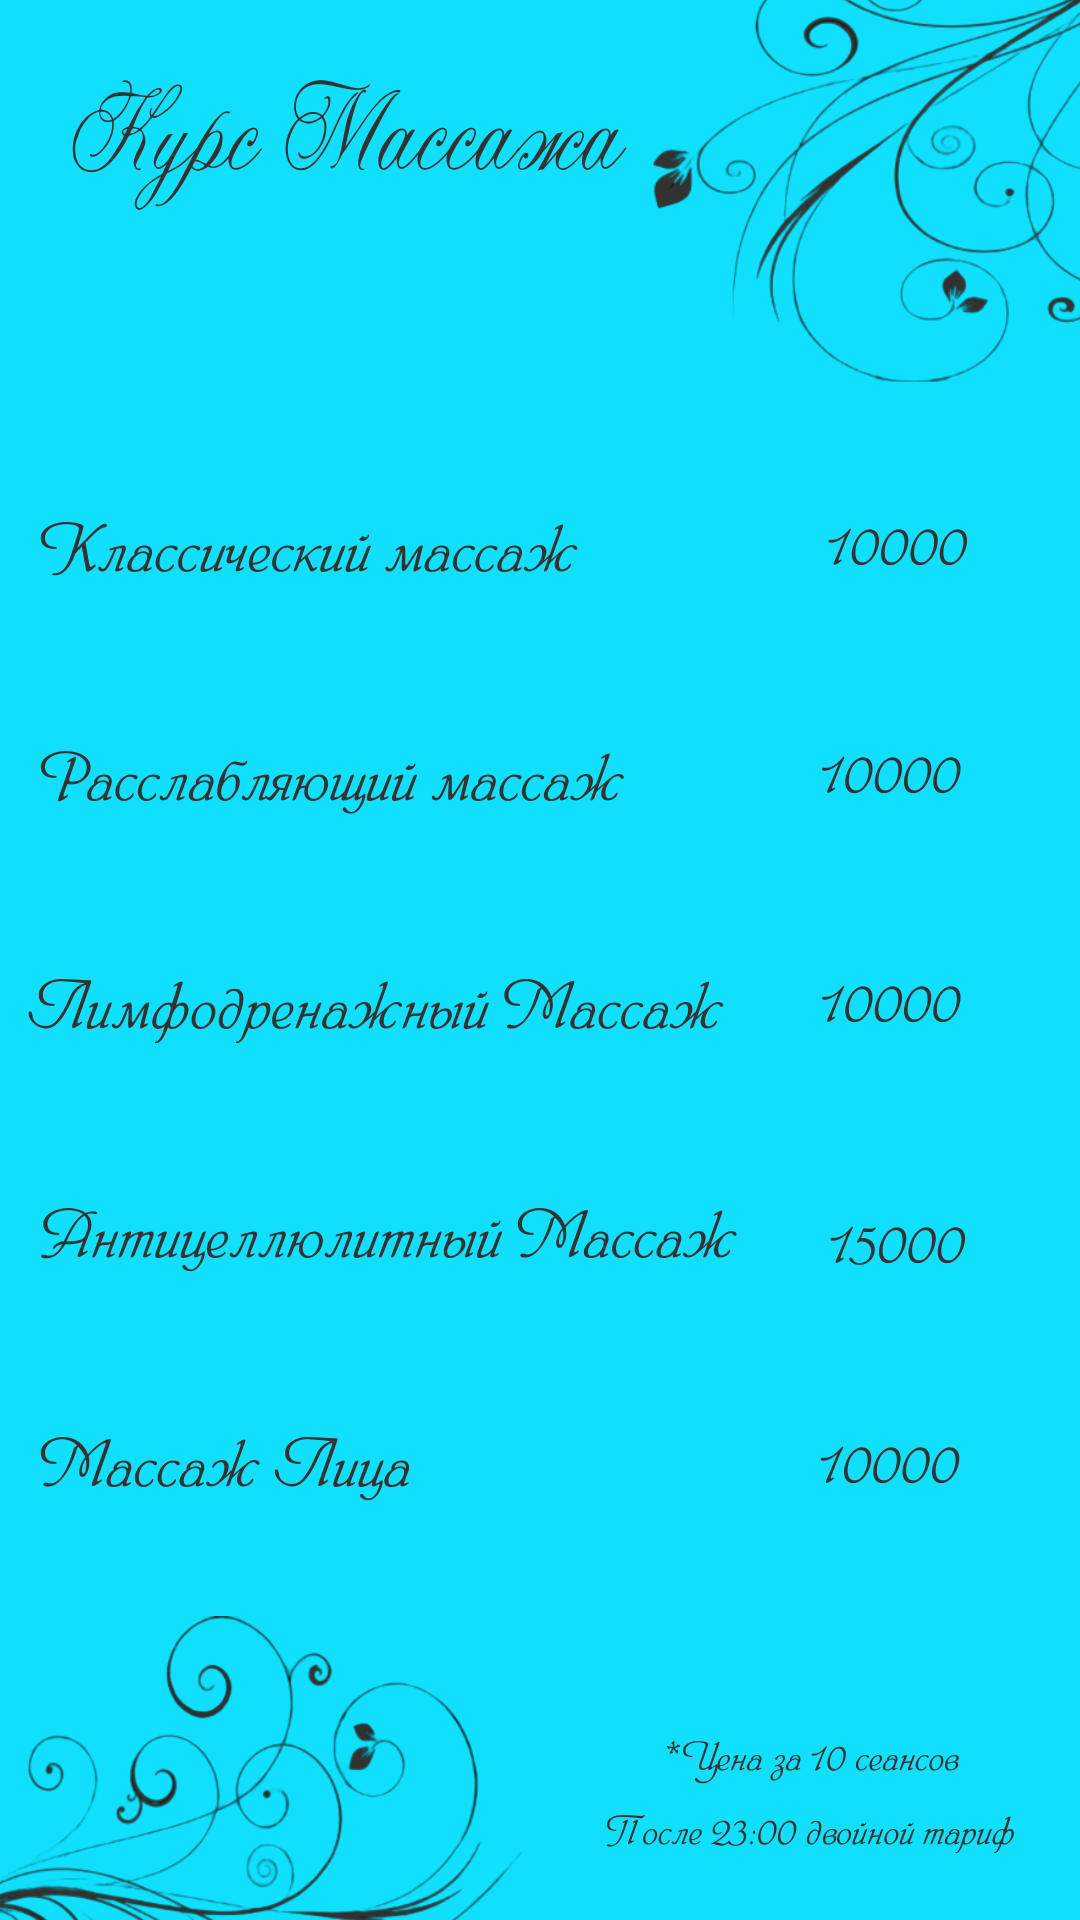 Курс Массажа
Классический массаж 10000
Расслабляющий массаж 10000
Лимфодренажный Массаж 10000
Антицеллюлитный Массаж 15000
Массаж Лица 10000
*Цена за 10 сеансов
После 23:00 двойной тариф